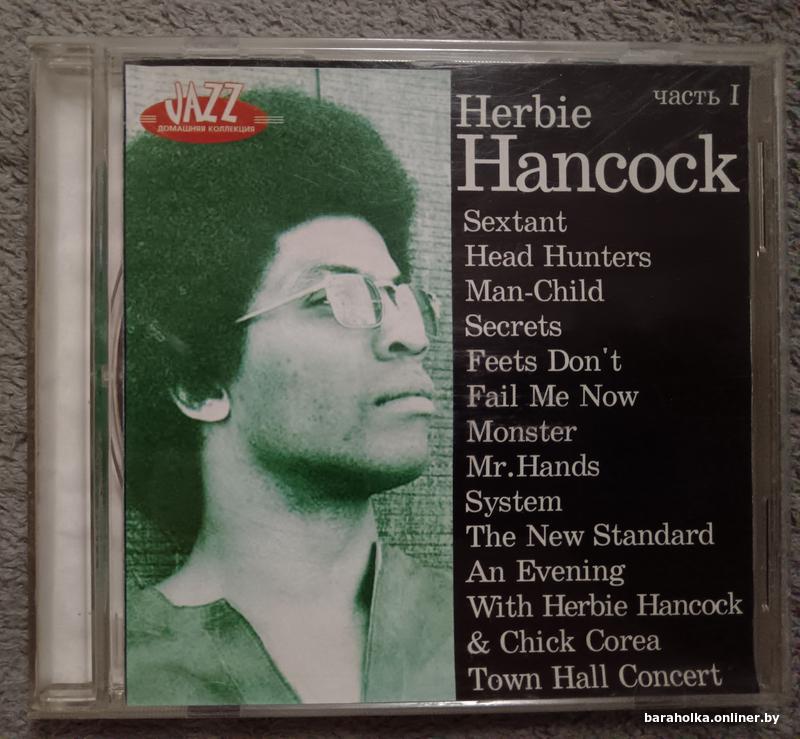 JAZZ
ДОМАШНЯЯ КОЛЛЕКЦИЯ
часть I
Herbie
Hancock
Sextant
Head Hunters
Man-Child
Secrets
Feets Don't
Fail Me Now
Monster
Mr.Hands
System
The New Standard
An Evening
With Herbie Hancock
& Chick Corea
Town Hall Concert
baraholka.onliner.by